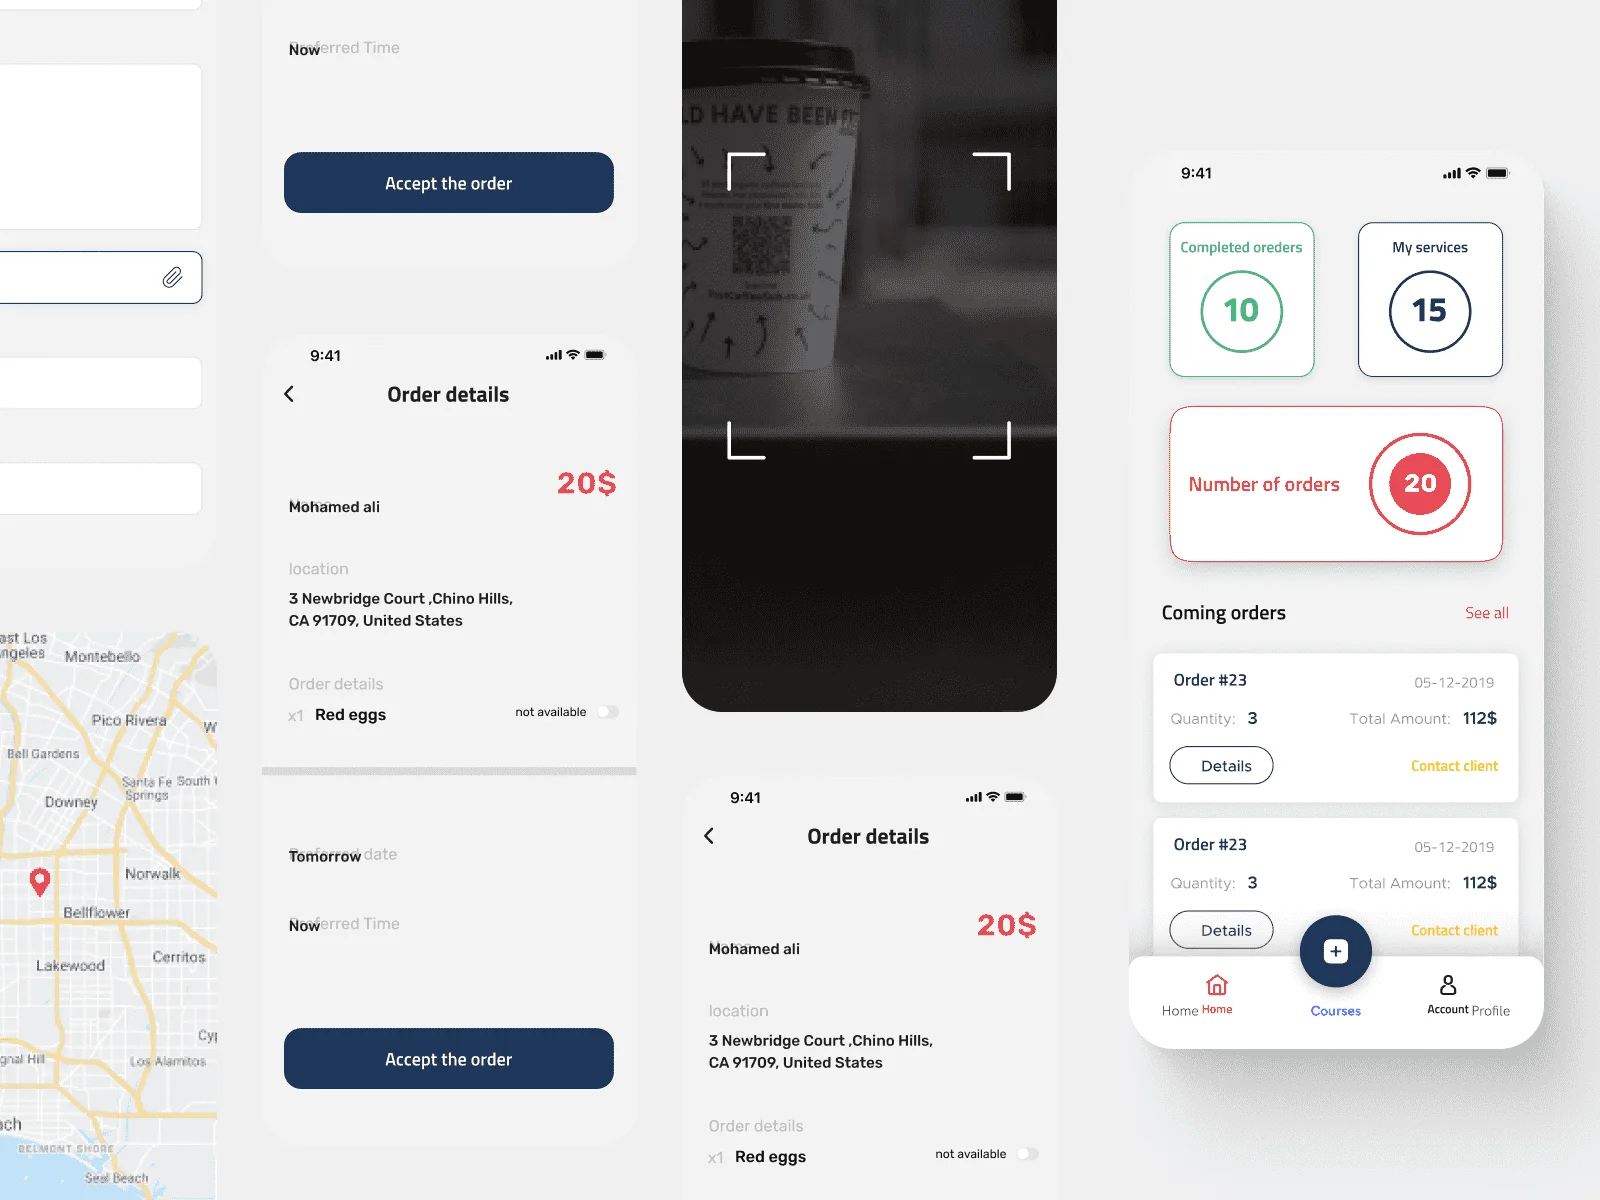 Preferred Time
Now
Accept the order
9:41
Order details
20$
Name
Mohamed ali
location
3 Newbridge Court ,Chino Hills,
CA 91709, United States
Order details
x1 Red eggs not available
Preferred date
Tomorrow
Preferred Time
Now
Accept the order
ast Los
ngeles
Montebello
Pico Rivera
W
Bell Gardens
Santa Fe
Springs
South
Downey
Norwalk
Bellflower
Lakewood
Cerritos
Cyp
gnal Hill
Los Alamitos
ach
BELMONT SHORE
Seal Beach
LD HAVE BEEN
9:41
Order details
20$
Mohamed ali
location
3 Newbridge Court ,Chino Hills,
CA 91709, United States
Order details
x1 Red eggs not available
9:41
Completed oreders
10
My services
15
Number of orders
20
Coming orders See all
Order #23 05-12-2019
Quantity: 3 Total Amount: 112$
Details Contact client
Order #23 05-12-2019
Quantity: 3 Total Amount: 112$
Details Contact client
Home Home Courses Account Profile